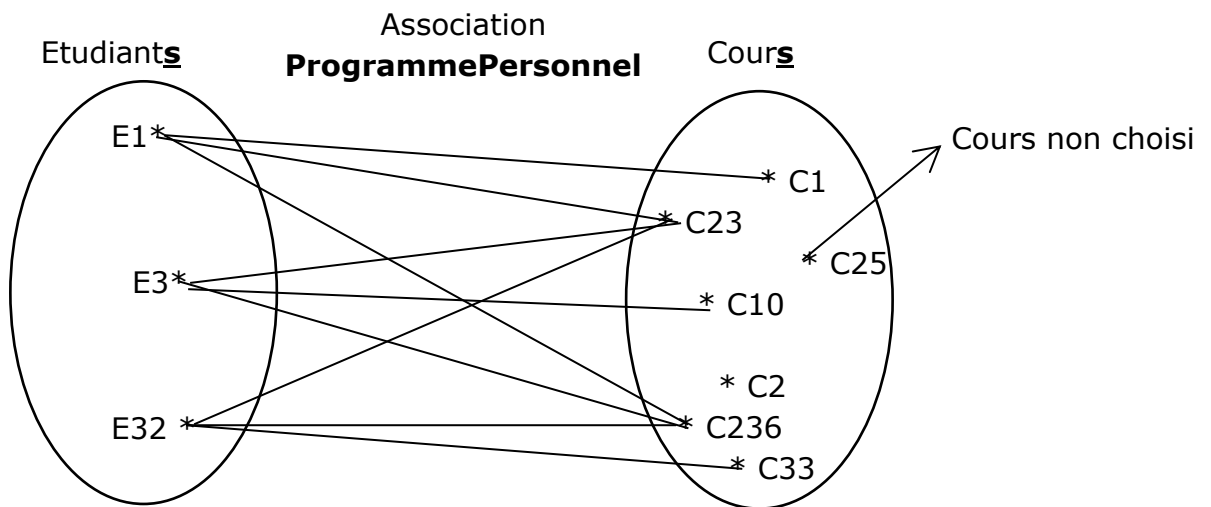 Association
ProgrammePersonnel
Etudiants
Cours
E1*
E3*
E32 *
* C1
* C23
* C25
* C10
* C2
* C236
* C33
Cours non choisi